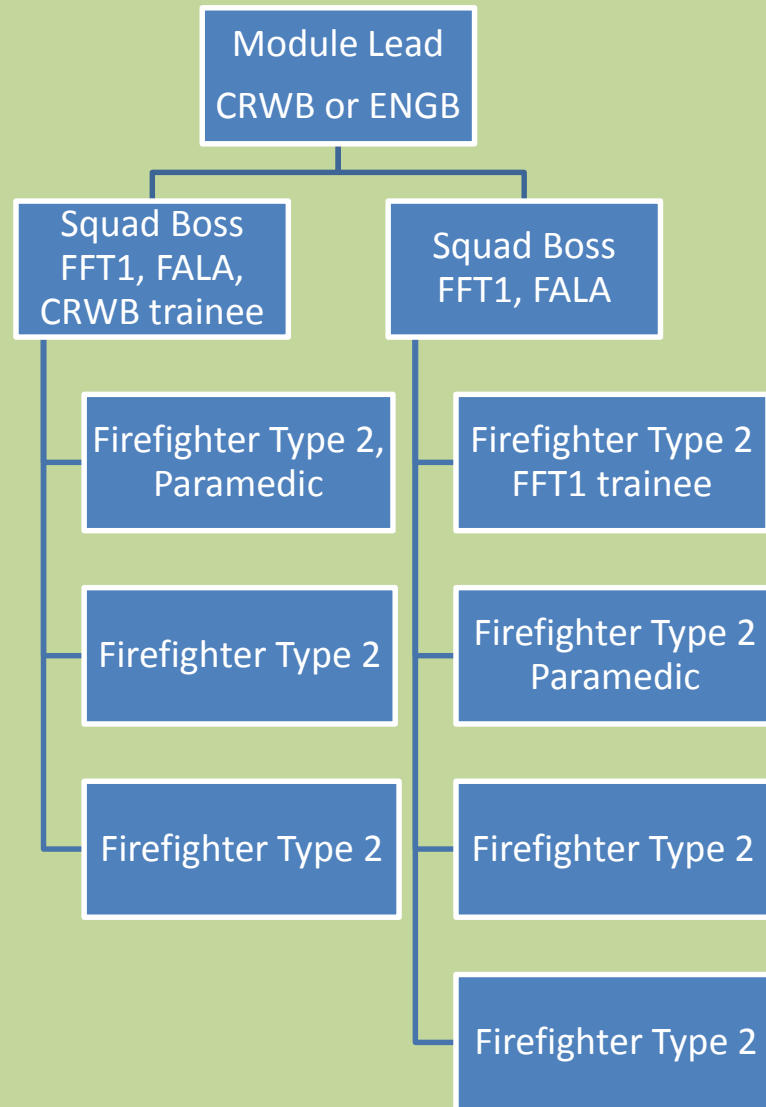 Module Lead
CRWB or ENGB
Squad Boss
FFT1, FALA,
CRWB trainee
Firefighter Type 2,
Paramedic
Firefighter Type 2
Firefighter Type 2
Squad Boss
FFT1, FALA
Firefighter Type 2
FFT1 trainee
Firefighter Type 2
Paramedic
Firefighter Type 2
Firefighter Type 2